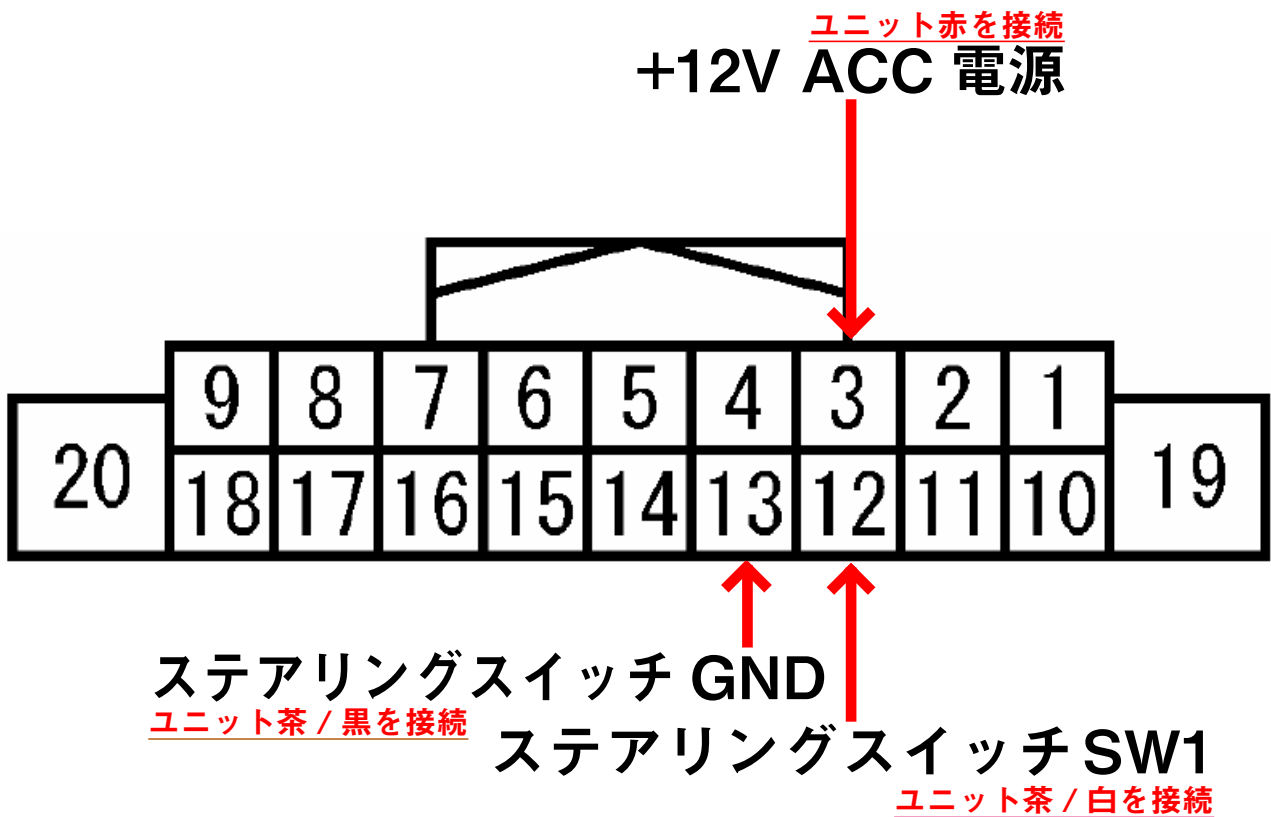 ユニット赤を接続
+12V ACC 電源
9 8 7 6 5 4 3 2 1
20 19
18 17 16 15 14 13 12 11 10
ステアリングスイッチ GND
ユニット茶 / 黒を接続
ステアリングスイッチ SW1
ユニット茶 / 白を接続